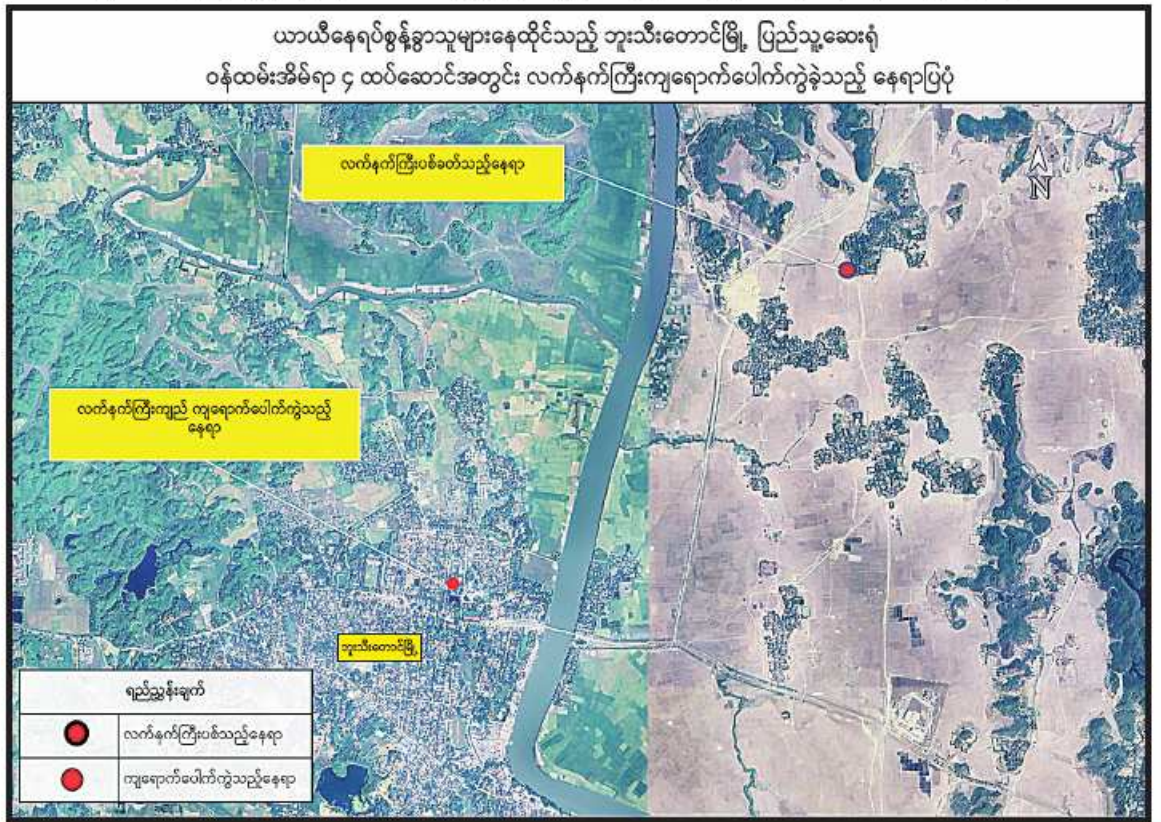 ယာယီနေရပ်စွန့်ခွာသူများနေထိုင်သည့် ဘူးသီးတောင်မြို့ ပြည်သူ့ဆေးရုံ
ဝန်ထမ်းအိမ်ရာ ၄ ထပ်ဆောင်အတွင်း လက်နက်ကြီးကျရောက်ပေါက်ကွဲခဲ့သည့် နေရာပြပုံ
လက်နက်ကြီးပစ်ခတ်သည့်နေရာ
N
လက်နက်ကြီးကျည် ကျရောက်ပေါက်ကွဲသည့်
နေရာ
ဘူးသီးတောင်မြို့
ရည်ညွှန်းချက်
လက်နက်ကြီးပစ်သည့်နေရာ
ကျရောက်ပေါက်ကွဲသည့်နေရာ